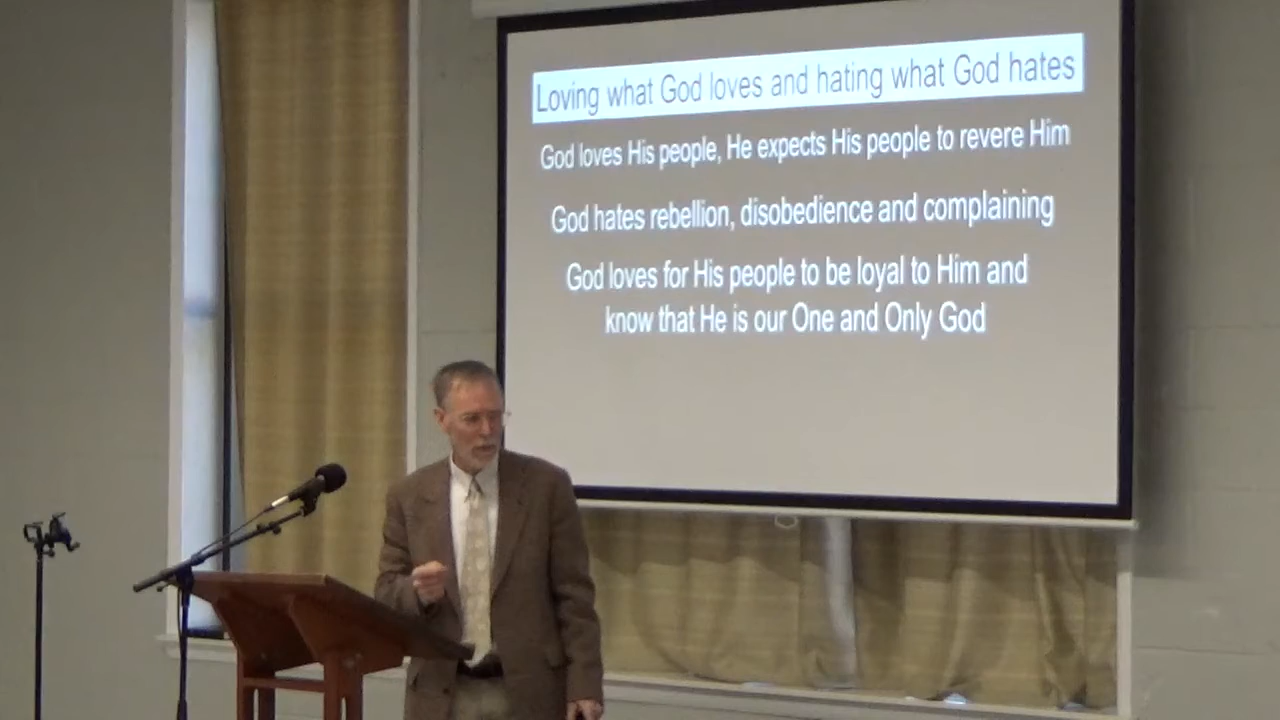 Loving what God loves and hating what God hates
God loves His people, He expects His people to revere Him
God hates rebellion, disobedience and complaining
God loves for His people to be loyal to Him and
know that He is our One and Only God